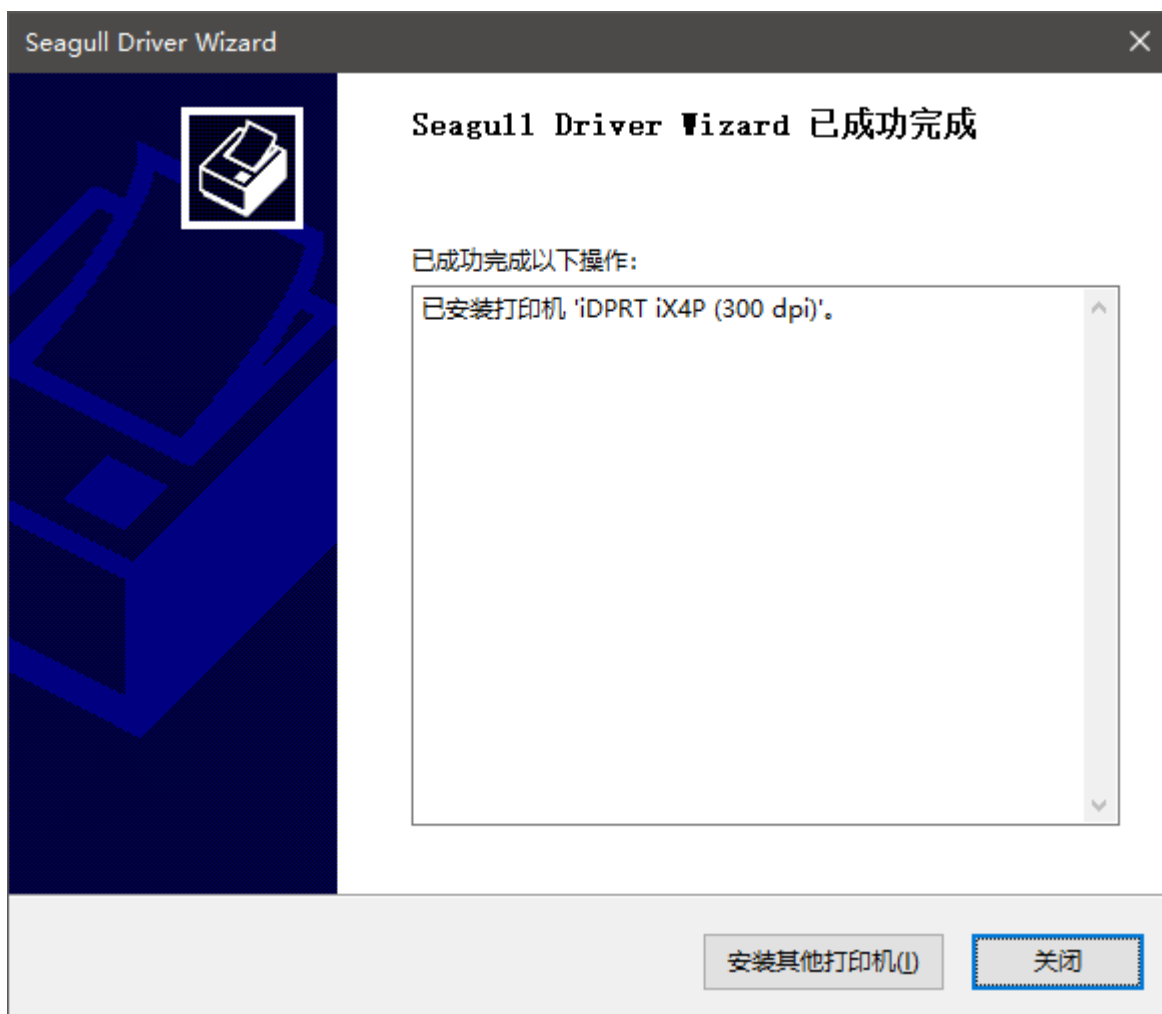 Seagull Driver Wizard
Seagull Driver Wizard 已成功完成
已成功完成以下操作:
已安装打印机 'iDPRT iX4P (300 dpi)'。
安装其他打印机(I)
关闭